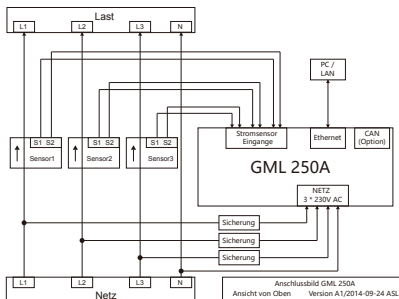 Last
L1 L2 L3 N
PC /
LAN
S1 S2 S1 S2 S1 S2
Sensor1 Sensor2 Sensor3
Stromsensor
Eingange
Ethernet
CAN
(Option)
GML 250A
NETZ
3 * 230V AC
Sicherung
Sicherung
Sicherung
L1 L2 L3 N
Netz
Anschlussbild GML 250A
Ansicht von Oben Version A1/2014-09-24 ASL